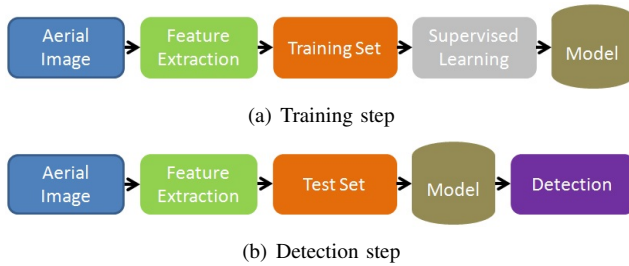 Aerial Image
Feature Extraction
Training Set
Supervised Learning
Model
(a) Training step
Aerial Image
Feature Extraction
Test Set
Model
Detection
(b) Detection step